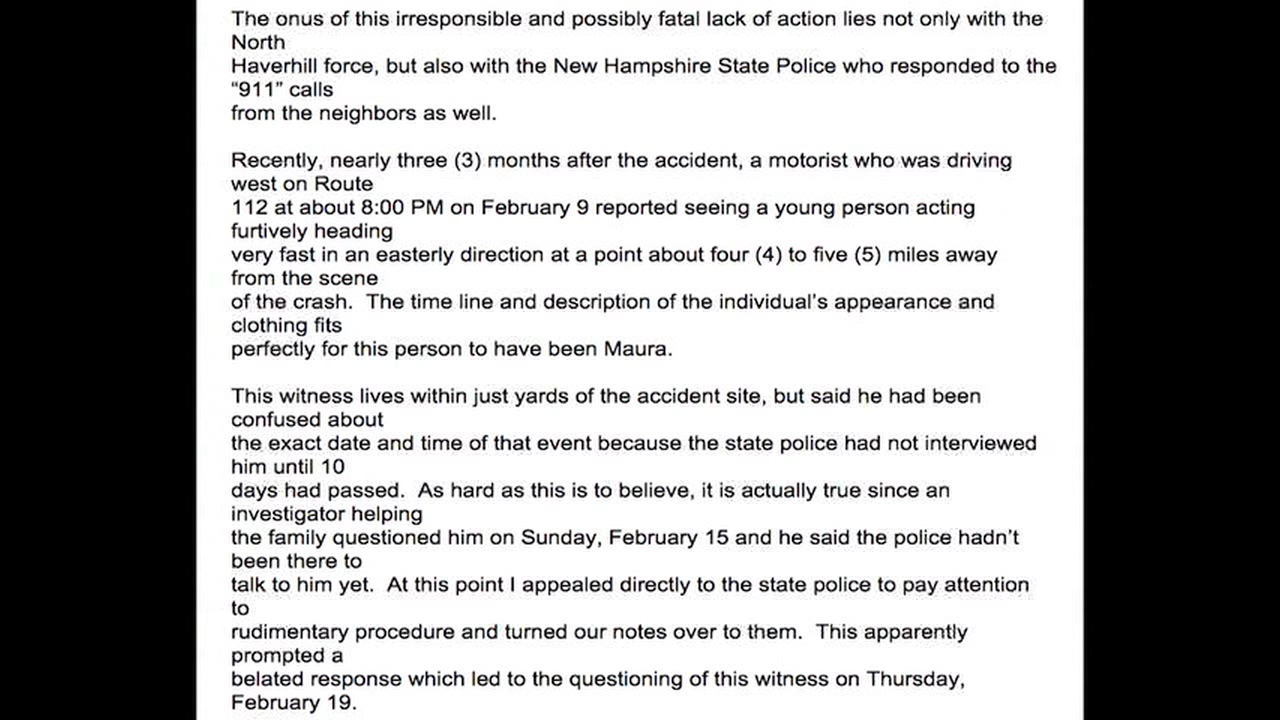 The onus of this irresponsible and possibly fatal lack of action lies not only with the
North
Haverhill force, but also with the New Hampshire State Police who responded to the
“911” calls
from the neighbors as well.
Recently, nearly three (3) months after the accident, a motorist who was driving
west on Route
112 at about 8:00 PM on February 9 reported seeing a young person acting
furtively heading
very fast in an easterly direction at a point about four (4) to five (5) miles away
from the scene
of the crash.  The time line and description of the individual’s appearance and
clothing fits
perfectly for this person to have been Maura.
This witness lives within just yards of the accident site, but said he had been
confused about
the exact date and time of that event because the state police had not interviewed
him until 10
days had passed.  As hard as this is to believe, it is actually true since an
investigator helping
the family questioned him on Sunday, February 15 and he said the police hadn’t
been there to
talk to him yet.  At this point I appealed directly to the state police to pay attention
to
rudimentary procedure and turned our notes over to them.  This apparently
prompted a
belated response which led to the questioning of this witness on Thursday,
February 19.